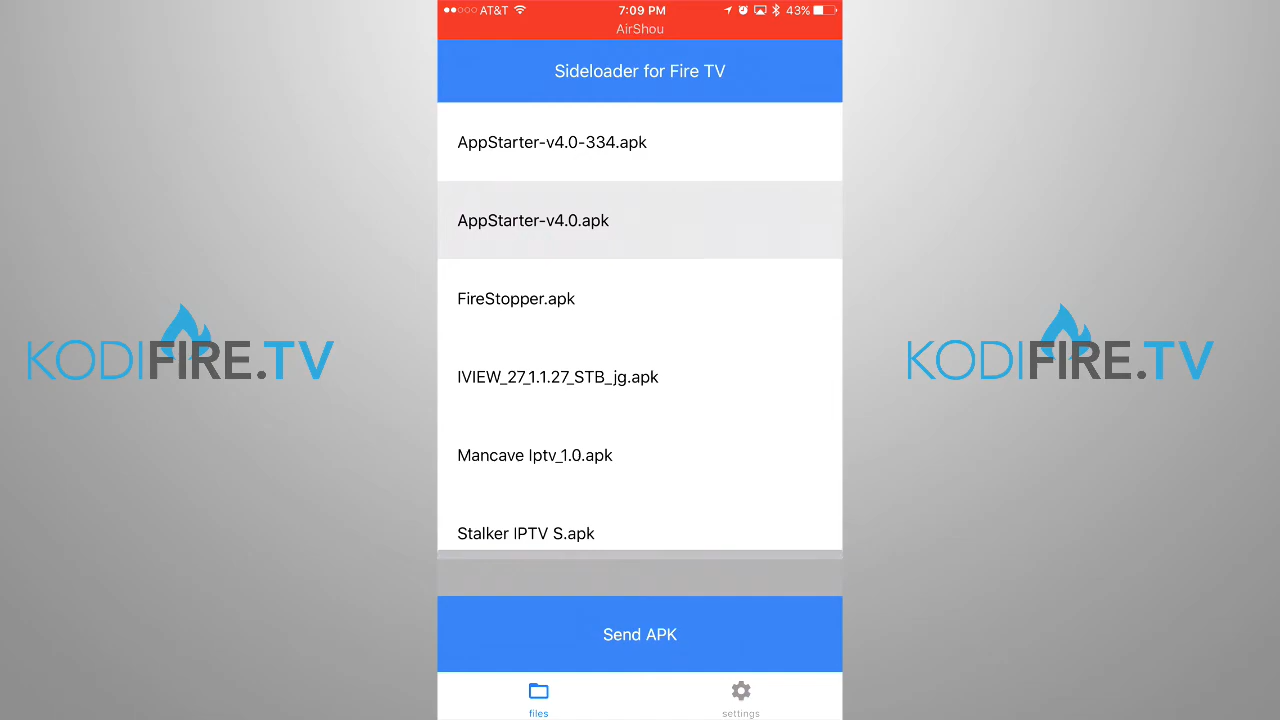 AT&T 7:09 PM 43%
AirShou
Sideloader for Fire TV
AppStarter-v4.0-334.apk
AppStarter-v4.0.apk
FireStopper.apk
KODIFIRE.TV
KODIFIRE.TV
IVIEW_27_1.1.27_STB_jg.apk
Mancave Iptv_1.0.apk
Stalker IPTV S.apk
Send APK
files settings